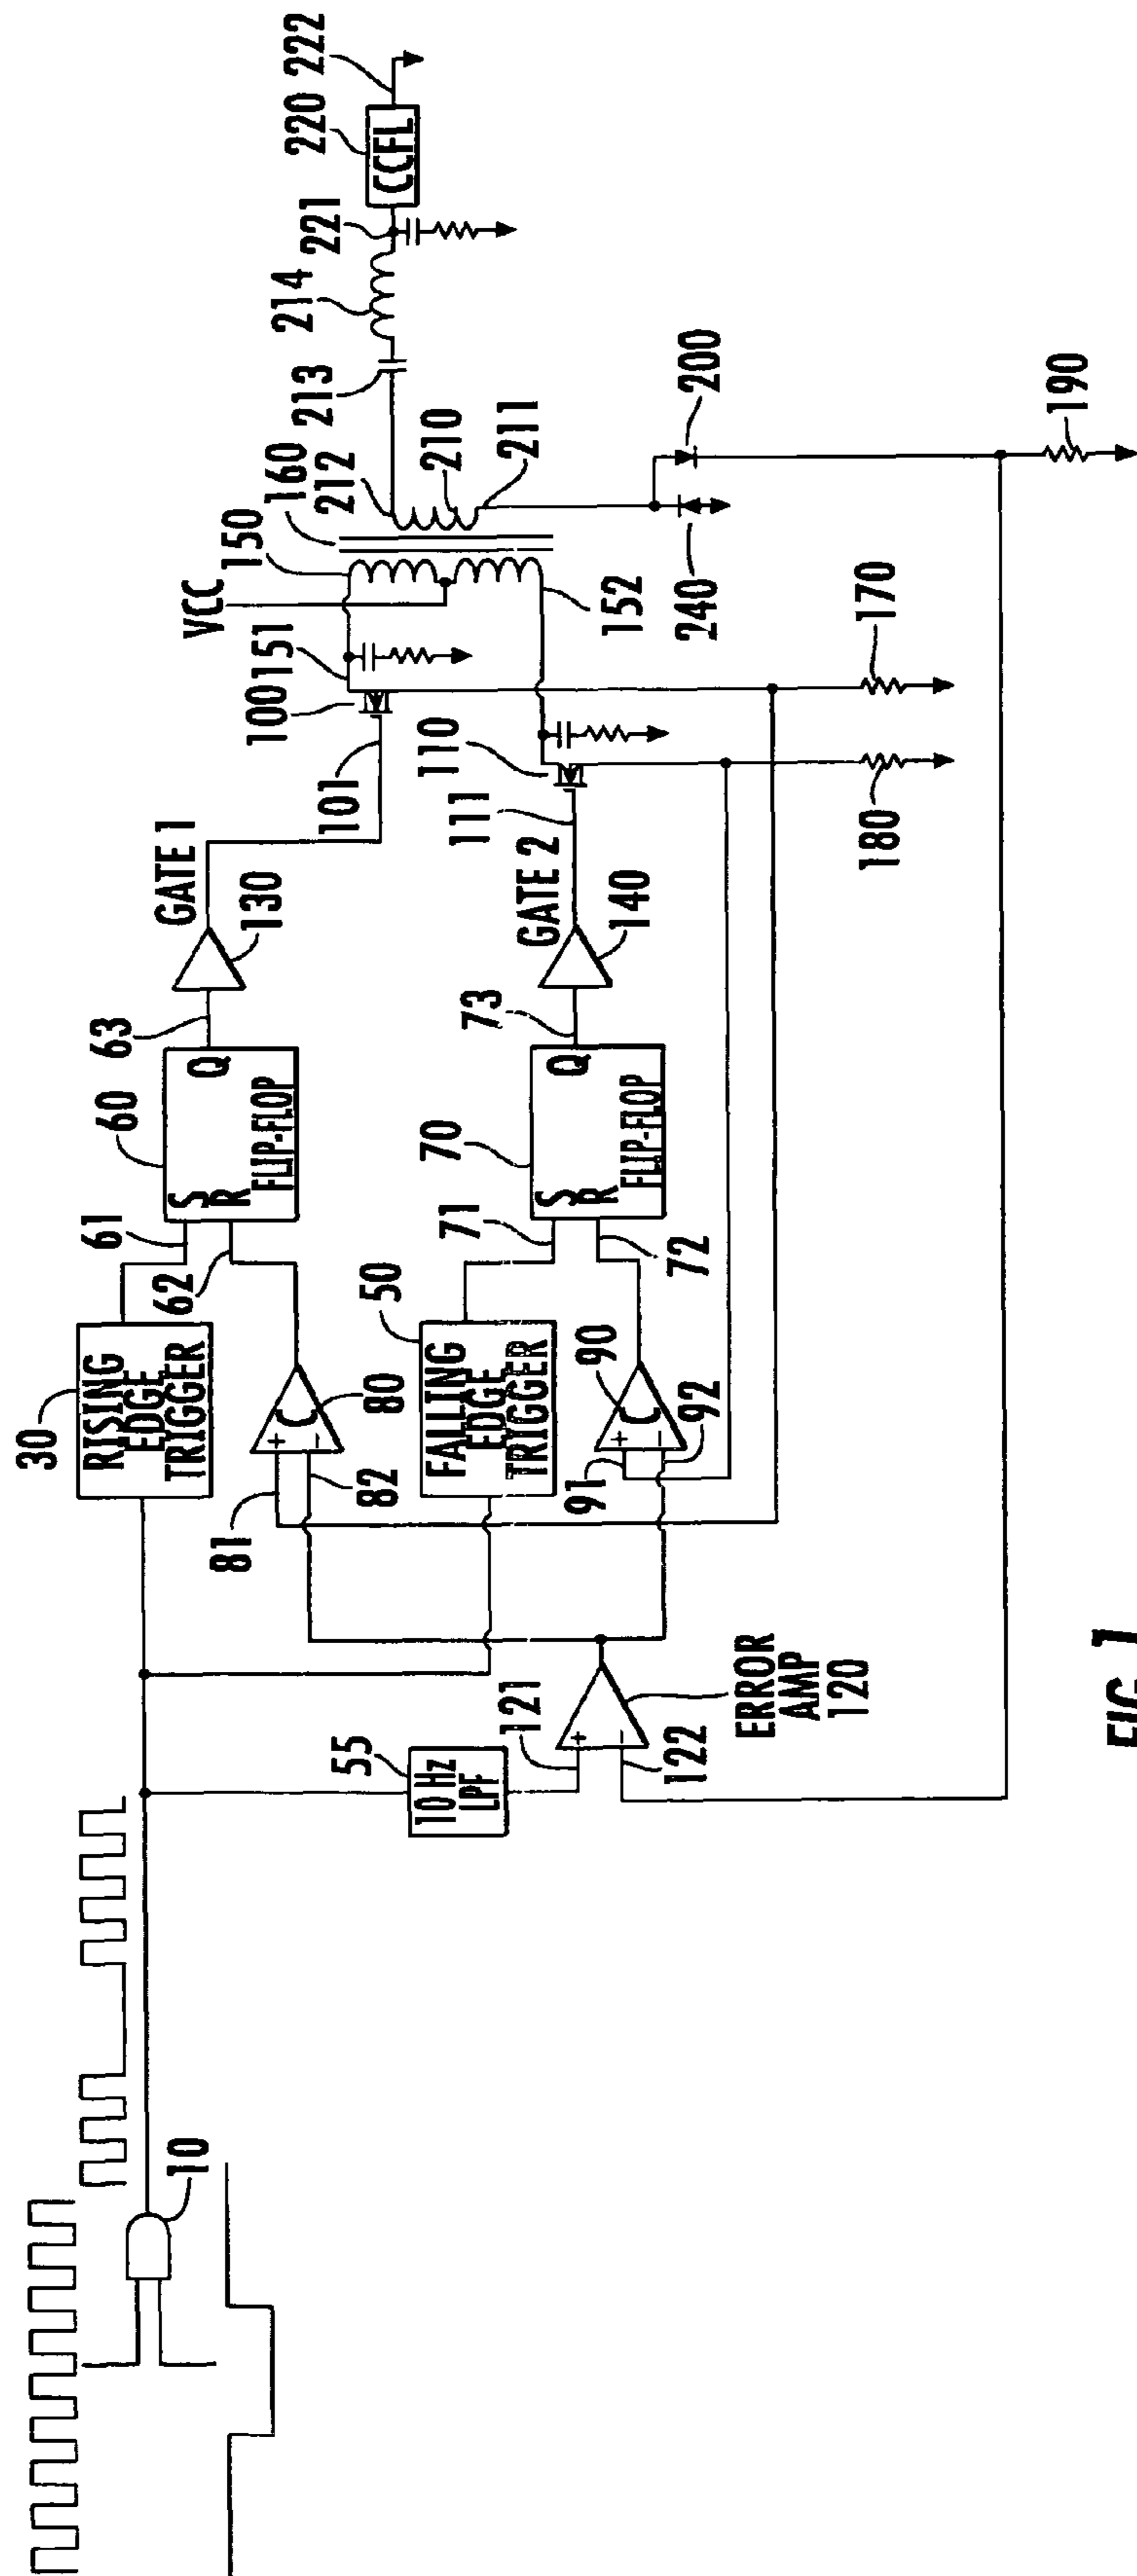 10
30
RISING
EDGE
TRIGGER
61
62
60
S
R
Q
FLIP-FLOP
63
GATE 1
130
81
82
+
−
C
80
55
10 Hz
LPF
50
FALLING
EDGE
TRIGGER
71
72
70
S
R
Q
FLIP-FLOP
73
GATE 2
140
91
92
+
−
C
90
121
122
+
−
ERROR
AMP
120
101
100
151
VCC
150
160
212
213
214
221
220
222
CCFL
111
110
152
210
211
240
200
180
170
190
FIG. 1